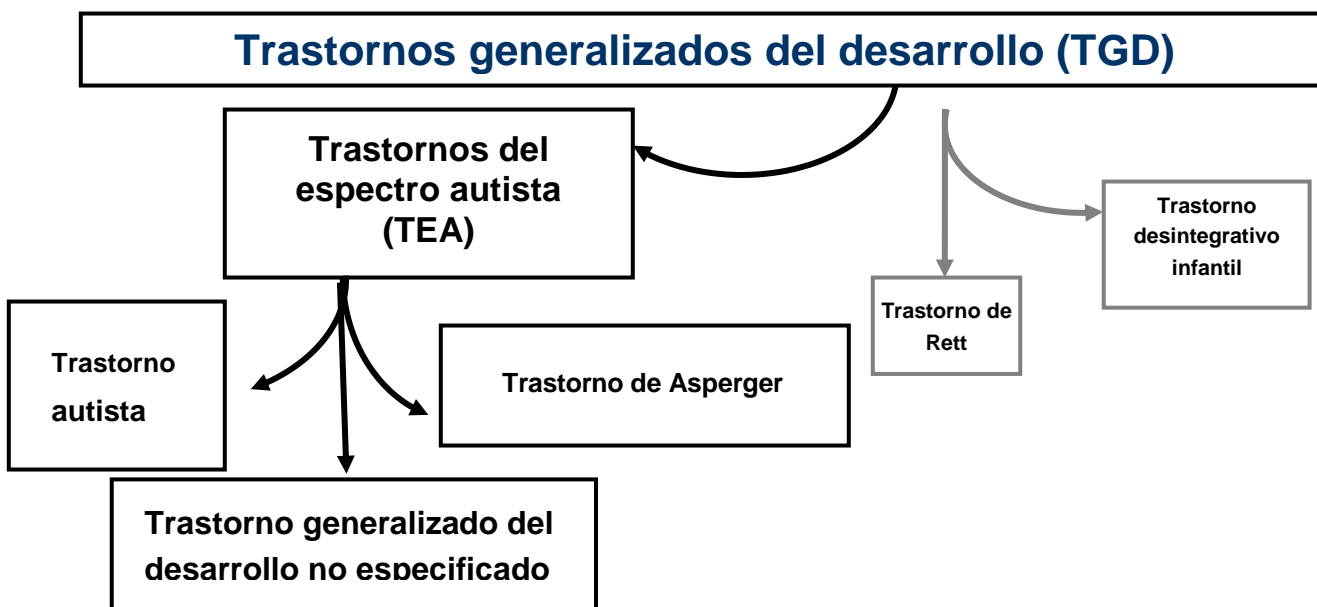 Trastornos generalizados del desarrollo (TGD)
Trastornos del
espectro autista
(TEA)
Trastorno
desintegrativo
infantil
Trastorno de
Rett
Trastorno
autista
Trastorno de Asperger
Trastorno generalizado del
desarrollo no especificado